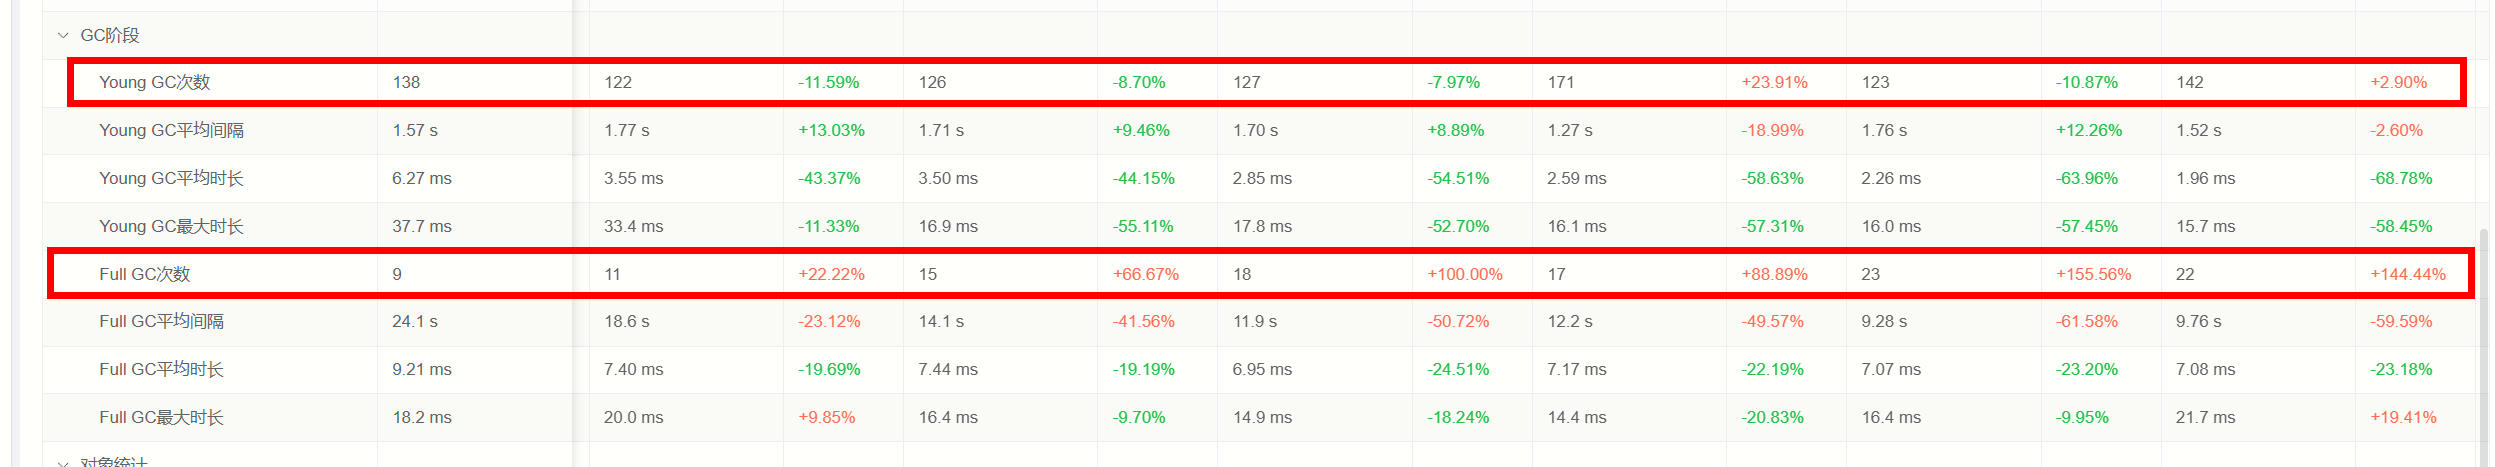 GC阶段
Young GC次数 138 122 -11.59% 126 -8.70% 127 -7.97% 171 +23.91% 123 -10.87% 142 +2.90%
Young GC平均间隔 1.57 s 1.77 s +13.03% 1.71 s +9.46% 1.70 s +8.89% 1.27 s -18.99% 1.76 s +12.26% 1.52 s -2.60%
Young GC平均时长 6.27 ms 3.55 ms -43.37% 3.50 ms -44.15% 2.85 ms -54.51% 2.59 ms -58.63% 2.26 ms -63.96% 1.96 ms -68.78%
Young GC最大时长 37.7 ms 33.4 ms -11.33% 16.9 ms -55.11% 17.8 ms -52.70% 16.1 ms -57.31% 16.0 ms -57.45% 15.7 ms -58.45%
Full GC次数 9 11 +22.22% 15 +66.67% 18 +100.00% 17 +88.89% 23 +155.56% 22 +144.44%
Full GC平均间隔 24.1 s 18.6 s -23.12% 14.1 s -41.56% 11.9 s -50.72% 12.2 s -49.57% 9.28 s -61.58% 9.76 s -59.59%
Full GC平均时长 9.21 ms 7.40 ms -19.69% 7.44 ms -19.19% 6.95 ms -24.51% 7.17 ms -22.19% 7.07 ms -23.20% 7.08 ms -23.18%
Full GC最大时长 18.2 ms 20.0 ms +9.85% 16.4 ms -9.70% 14.9 ms -18.24% 14.4 ms -20.83% 16.4 ms -9.95% 21.7 ms +19.41%
对象统计